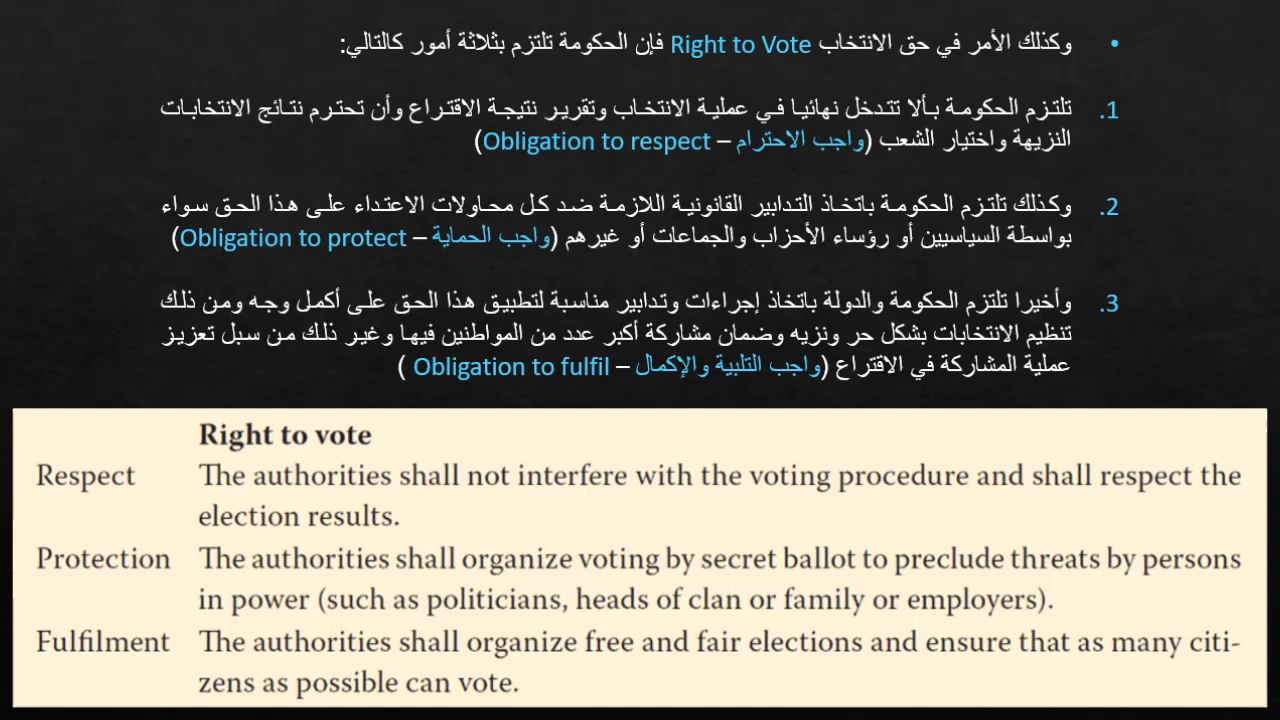 • وكذلك الأمر في حق الانتخاب Right to Vote فإن الحكومة تلتزم بثلاثة أمور كالتالي:
1. تلتزم الحكومة بألا تتدخل نهائيا في عملية الانتخاب وتقرير نتيجة الاقتراع وأن تحترم نتائج الانتخابات
النزيهة واختيار الشعب (واجب الاحترام – Obligation to respect)
2. وكذلك تلتزم الحكومة باتخاذ التدابير القانونية اللازمة ضد كل محاولات الاعتداء على هذا الحق سواء
بواسطة السياسيين أو رؤساء الأحزاب والجماعات أو غيرهم (واجب الحماية – Obligation to protect)
3. وأخيرا تلتزم الحكومة والدولة باتخاذ إجراءات وتدابير مناسبة لتطبيق هذا الحق على أكمل وجه ومن ذلك
تنظيم الانتخابات بشكل حر ونزيه وضمان مشاركة أكبر عدد من المواطنين فيها وغير ذلك من سبل تعزيز
عملية المشاركة في الاقتراع (واجب التلبية والإكمال – Obligation to fulfil )
Right to vote
Respect The authorities shall not interfere with the voting procedure and shall respect the
election results.
Protection The authorities shall organize voting by secret ballot to preclude threats by persons
in power (such as politicians, heads of clan or family or employers).
Fulfilment The authorities shall organize free and fair elections and ensure that as many citi-
zens as possible can vote.